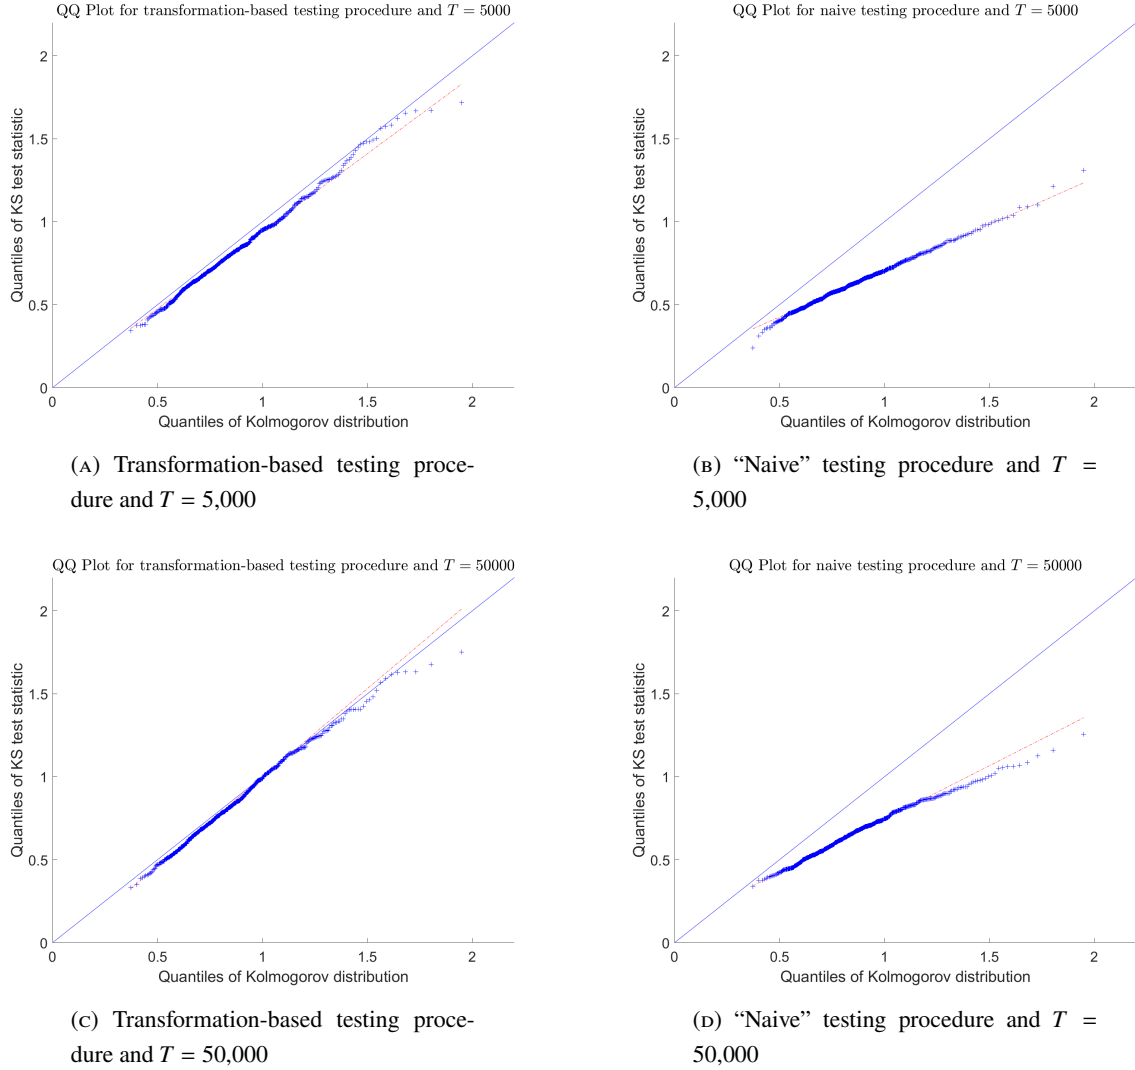 QQ Plot for transformation-based testing procedure and T = 5000
2
1.5
1
0.5
0
Quantiles of KS test statistic
0
0.5
1
1.5
2
Quantiles of Kolmogorov distribution
(A) Transformation-based testing proce-
dure and T = 5,000
QQ Plot for naive testing procedure and T = 5000
2
1.5
1
0.5
0
Quantiles of KS test statistic
0
0.5
1
1.5
2
Quantiles of Kolmogorov distribution
(B) “Naive” testing procedure and T =
5,000
QQ Plot for transformation-based testing procedure and T = 50000
2
1.5
1
0.5
0
Quantiles of KS test statistic
0
0.5
1
1.5
2
Quantiles of Kolmogorov distribution
(C) Transformation-based testing proce-
dure and T = 50,000
QQ Plot for naive testing procedure and T = 50000
2
1.5
1
0.5
0
Quantiles of KS test statistic
0
0.5
1
1.5
2
Quantiles of Kolmogorov distribution
(D) “Naive” testing procedure and T =
50,000